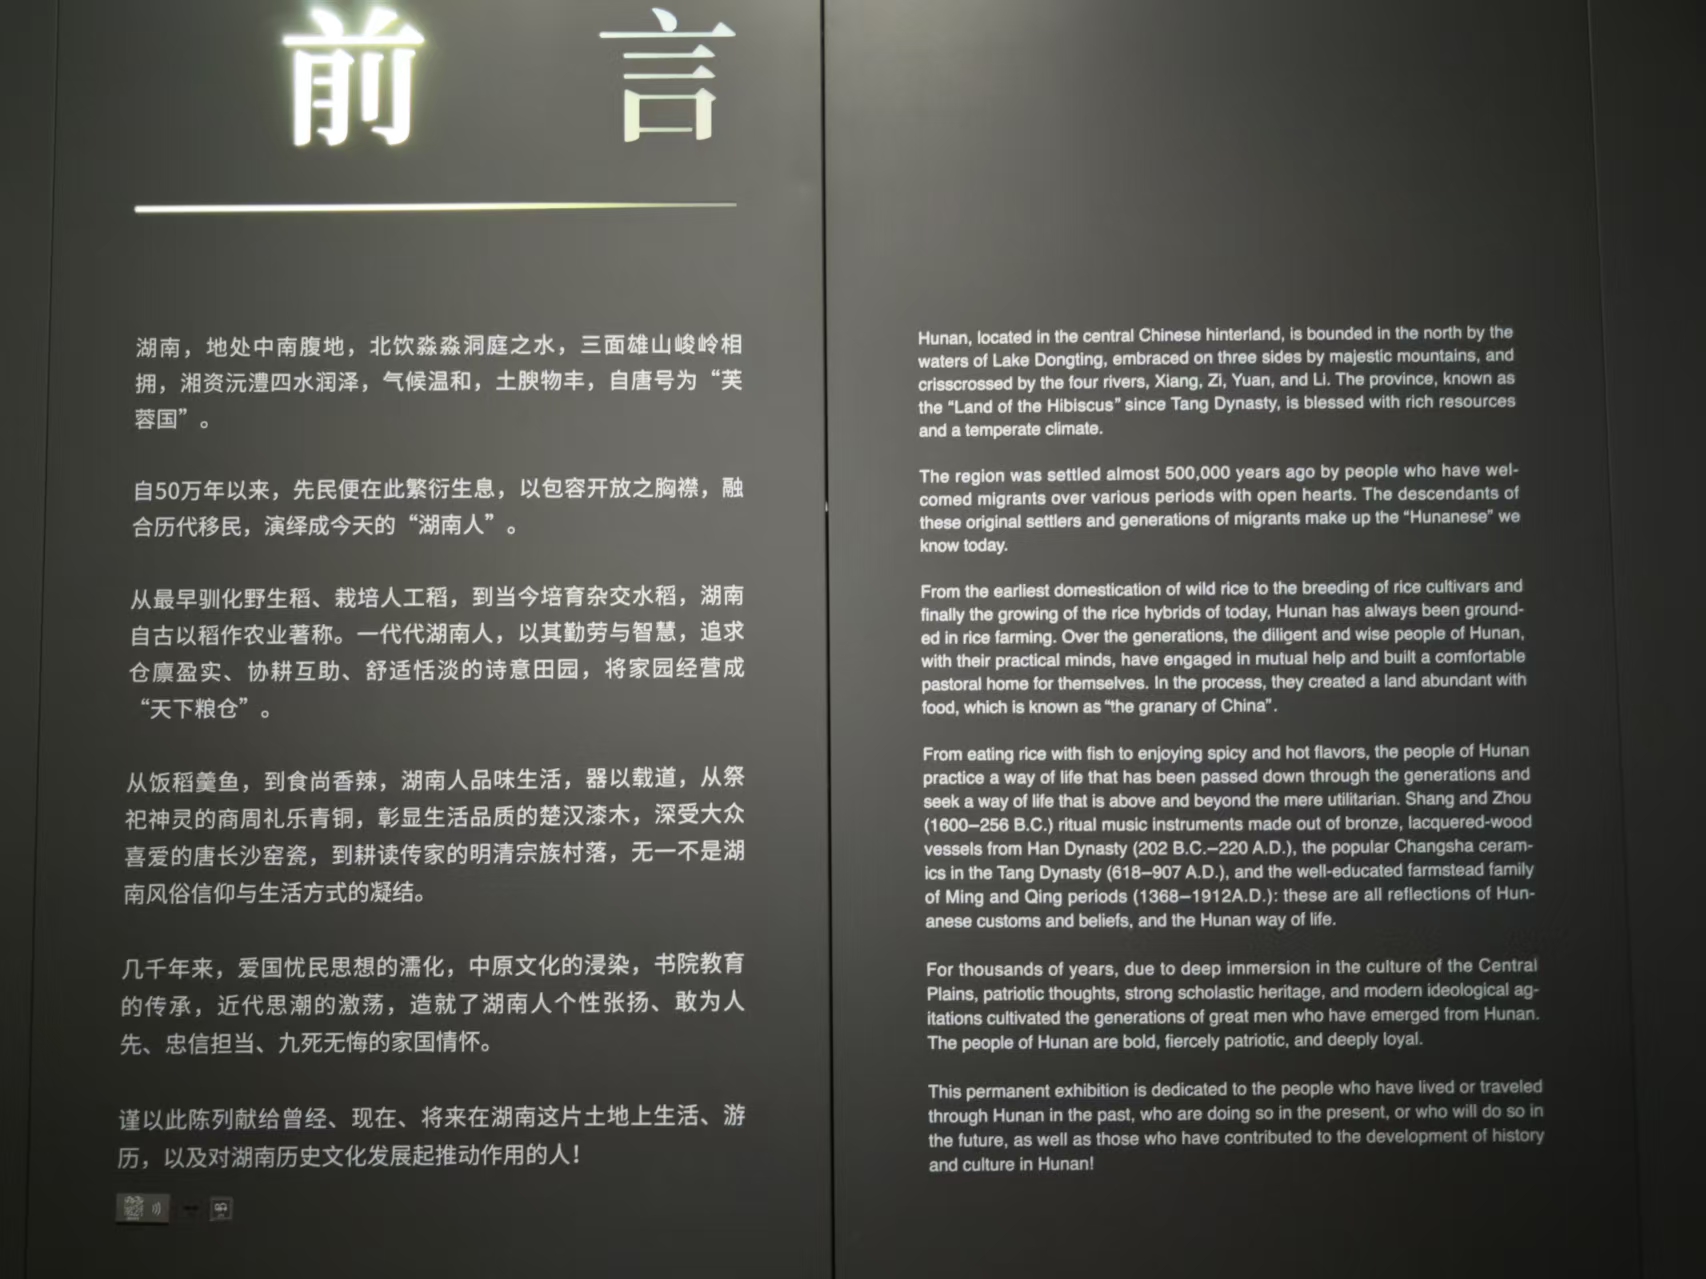 前言
湖南，地处中南腹地，北饮淼淼洞庭之水，三面雄山峻岭相
拥，湘资沅澧四水润泽，气候温和，土腴物丰，自唐号为“芙
蓉国”。
自50万年以来，先民便在此繁衍生息，以包容开放之胸襟，融
合历代移民，演绎成今天的“湖南人”。
从最早驯化野生稻、栽培人工稻，到当今培育杂交水稻，湖南
自古以稻作农业著称。一代代湖南人，以其勤劳与智慧，追求
仓廪盈实、协耕互助、舒适恬淡的诗意田园，将家园经营成
“天下粮仓”。
从饭稻羹鱼，到食尚香辣，湖南人品味生活，器以载道，从祭
祀神灵的商周礼乐青铜，彰显生活品质的楚汉漆木，深受大众
喜爱的唐长沙窑瓷，到耕读传家的明清宗族村落，无一不是湖
南风俗信仰与生活方式的凝结。
几千年来，爱国忧民思想的濡化，中原文化的浸染，书院教育
的传承，近代思潮的激荡，造就了湖南人个性张扬、敢为人
先、忠信担当、九死无悔的家国情怀。
谨以此陈列献给曾经、现在、将来在湖南这片土地上生活、游
历，以及对湖南历史文化发展起推动作用的人！
Hunan, located in the central Chinese hinterland, is bounded in the north by the
waters of Lake Dongting, embraced on three sides by majestic mountains, and
crisscrossed by the four rivers, Xiang, Zi, Yuan, and Li. The province, known as
the “Land of the Hibiscus” since Tang Dynasty, is blessed with rich resources
and a temperate climate.
The region was settled almost 500,000 years ago by people who have wel-
comed migrants over various periods with open hearts. The descendants of
these original settlers and generations of migrants make up the “Hunanese” we
know today.
From the earliest domestication of wild rice to the breeding of rice cultivars and
finally the growing of the rice hybrids of today, Hunan has always been ground-
ed in rice farming. Over the generations, the diligent and wise people of Hunan,
with their practical minds, have engaged in mutual help and built a comfortable
pastoral home for themselves. In the process, they created a land abundant with
food, which is known as “the granary of China”.
From eating rice with fish to enjoying spicy and hot flavors, the people of Hunan
practice a way of life that has been passed down through the generations and
seek a way of life that is above and beyond the mere utilitarian. Shang and Zhou
(1600–256 B.C.) ritual music instruments made out of bronze, lacquered-wood
vessels from Han Dynasty (202 B.C.–220 A.D.), the popular Changsha ceram-
ics in the Tang Dynasty (618–907 A.D.), and the well-educated farmstead family
of Ming and Qing periods (1368–1912A.D.): these are all reflections of Hun-
anese customs and beliefs, and the Hunan way of life.
For thousands of years, due to deep immersion in the culture of the Central
Plains, patriotic thoughts, strong scholastic heritage, and modern ideological ag-
itations cultivated the generations of great men who have emerged from Hunan.
The people of Hunan are bold, fiercely patriotic, and deeply loyal.
This permanent exhibition is dedicated to the people who have lived or traveled
through Hunan in the past, who are doing so in the present, or who will do so in
the future, as well as those who have contributed to the development of history
and culture in Hunan!